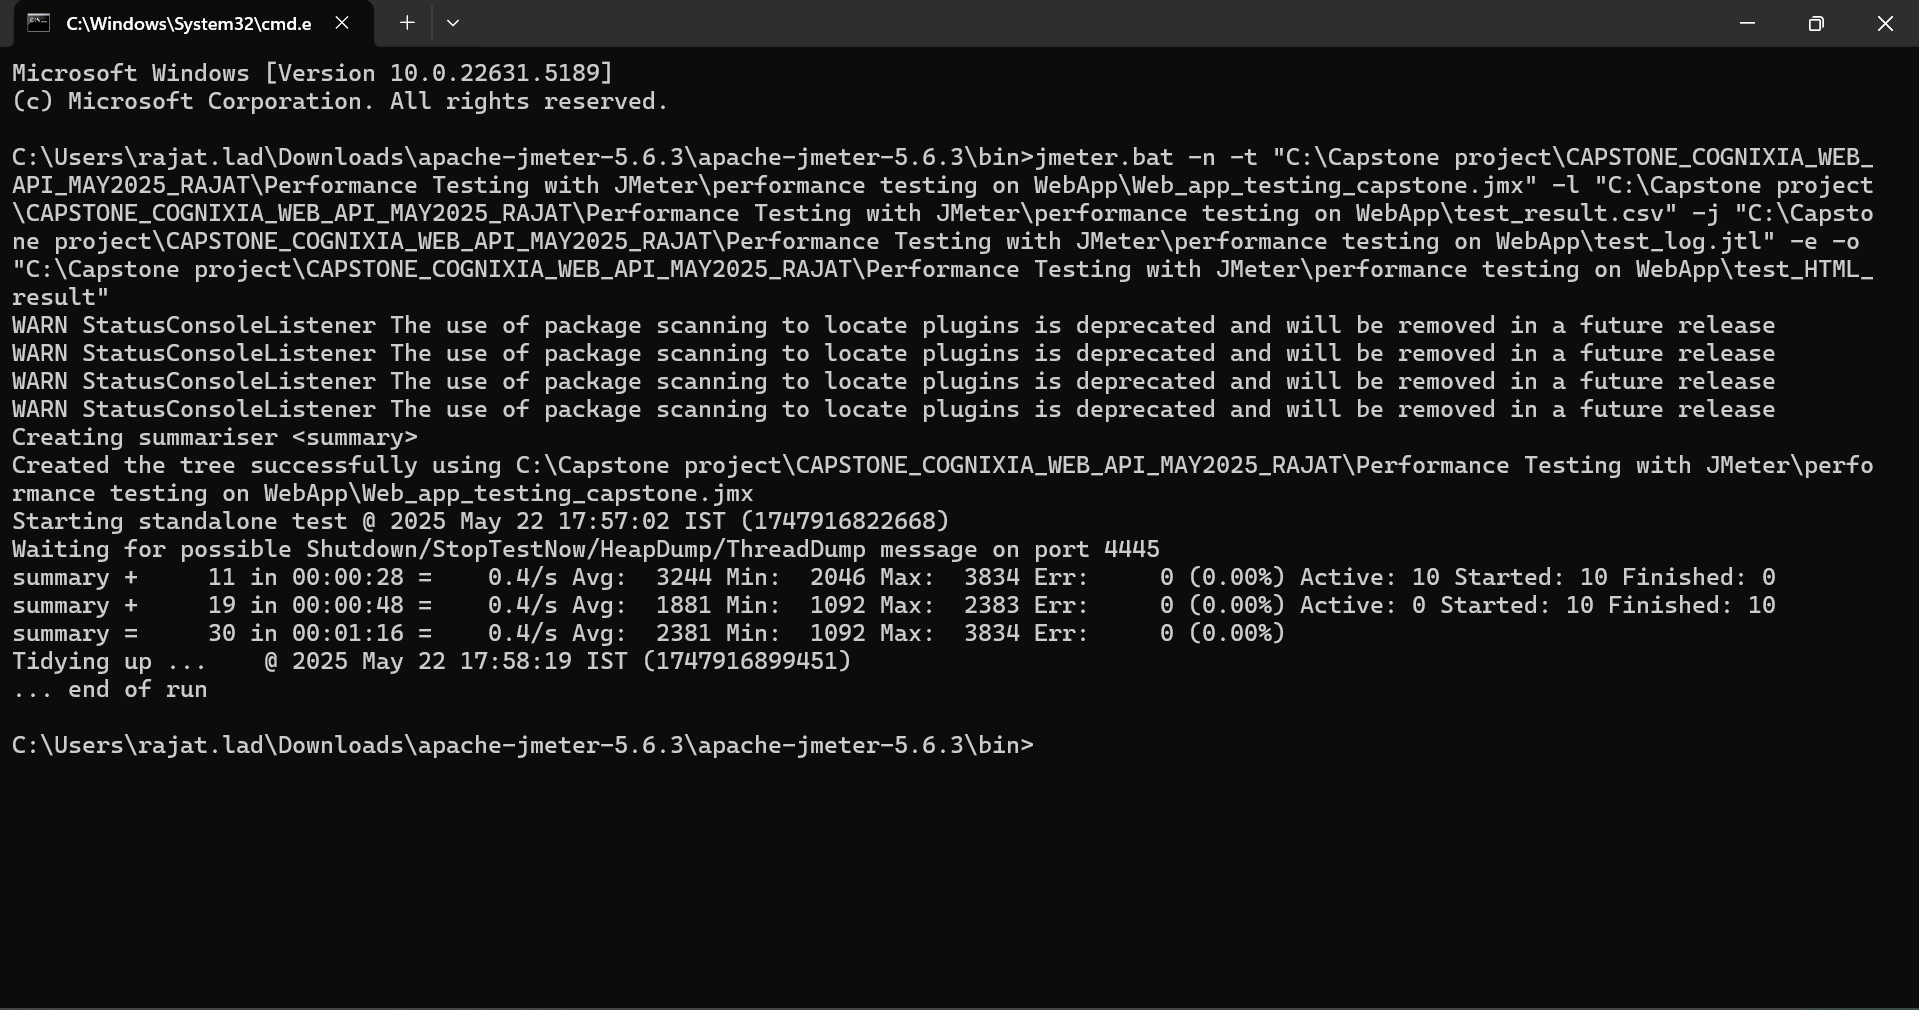 C:\Windows\System32\cmd.e
Microsoft Windows [Version 10.0.22631.5189]
(c) Microsoft Corporation. All rights reserved.
C:\Users\rajat.lad\Downloads\apache-jmeter-5.6.3\apache-jmeter-5.6.3\bin>jmeter.bat -n -t "C:\Capstone project\CAPSTONE_COGNIXIA_WEB_
API_MAY2025_RAJAT\Performance Testing with JMeter\performance testing on WebApp\Web_app_testing_capstone.jmx" -l "C:\Capstone project
\CAPSTONE_COGNIXIA_WEB_API_MAY2025_RAJAT\Performance Testing with JMeter\performance testing on WebApp\test_result.csv" -j "C:\Capsto
ne project\CAPSTONE_COGNIXIA_WEB_API_MAY2025_RAJAT\Performance Testing with JMeter\performance testing on WebApp\test_log.jtl" -e -o
"C:\Capstone project\CAPSTONE_COGNIXIA_WEB_API_MAY2025_RAJAT\Performance Testing with JMeter\performance testing on WebApp\test_HTML_
result"
WARN StatusConsoleListener The use of package scanning to locate plugins is deprecated and will be removed in a future release
WARN StatusConsoleListener The use of package scanning to locate plugins is deprecated and will be removed in a future release
WARN StatusConsoleListener The use of package scanning to locate plugins is deprecated and will be removed in a future release
WARN StatusConsoleListener The use of package scanning to locate plugins is deprecated and will be removed in a future release
Creating summariser <summary>
Created the tree successfully using C:\Capstone project\CAPSTONE_COGNIXIA_WEB_API_MAY2025_RAJAT\Performance Testing with JMeter\perfo
rmance testing on WebApp\Web_app_testing_capstone.jmx
Starting standalone test @ 2025 May 22 17:57:02 IST (1747916822668)
Waiting for possible Shutdown/StopTestNow/HeapDump/ThreadDump message on port 4445
summary +     11 in 00:00:28 =    0.4/s Avg:  3244 Min:  2046 Max:  3834 Err:     0 (0.00%) Active: 10 Started: 10 Finished: 0
summary +     19 in 00:00:48 =    0.4/s Avg:  1881 Min:  1092 Max:  2383 Err:     0 (0.00%) Active: 0 Started: 10 Finished: 10
summary =     30 in 00:01:16 =    0.4/s Avg:  2381 Min:  1092 Max:  3834 Err:     0 (0.00%)
Tidying up ...    @ 2025 May 22 17:58:19 IST (1747916899451)
... end of run
C:\Users\rajat.lad\Downloads\apache-jmeter-5.6.3\apache-jmeter-5.6.3\bin>